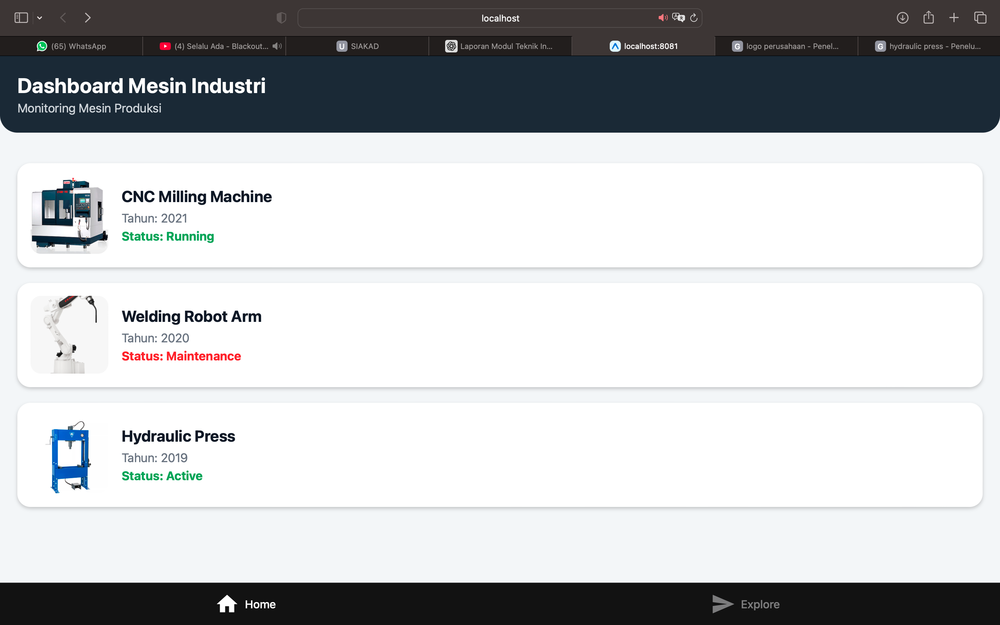 localhost
(65) WhatsApp
(4) Selalu Ada - Blackout...
U SIAKAD
Laporan Modul Teknik In...
localhost:8081
G logo perusahaan - Penel...
G hydraulic press - Penelu...
Dashboard Mesin Industri
Monitoring Mesin Produksi
CNC Milling Machine
Tahun: 2021
Status: Running
Welding Robot Arm
Tahun: 2020
Status: Maintenance
Hydraulic Press
Tahun: 2019
Status: Active
Home
Explore